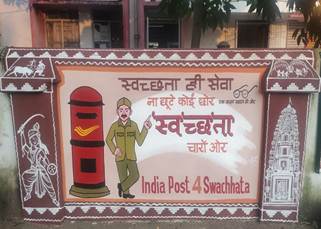 स्वच्छता ही सेवा
ना छूटे कोई छोर
स्वच्छता
चारों ओर
India Post 4 Swachhata